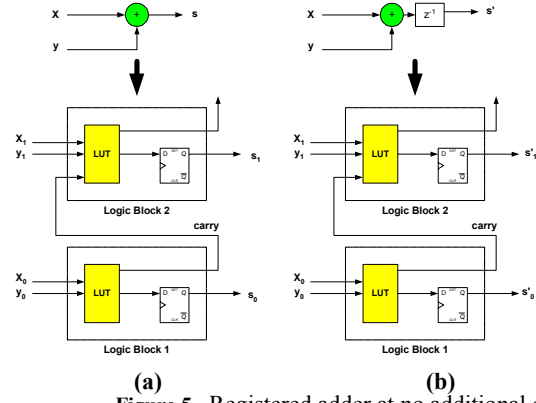 X
+
s
y
X
+
z-1
s'
y
X1
y1
LUT
D SET Q
CLR Q
s1
Logic Block 2
carry
X0
y0
LUT
D SET Q
CLR Q
s0
Logic Block 1
(a)
X1
y1
LUT
D SET Q
CLR Q
s'1
Logic Block 2
carry
X0
y0
LUT
D SET Q
CLR Q
s'0
Logic Block 1
(b)
Figure 5. Registered adder at no additional